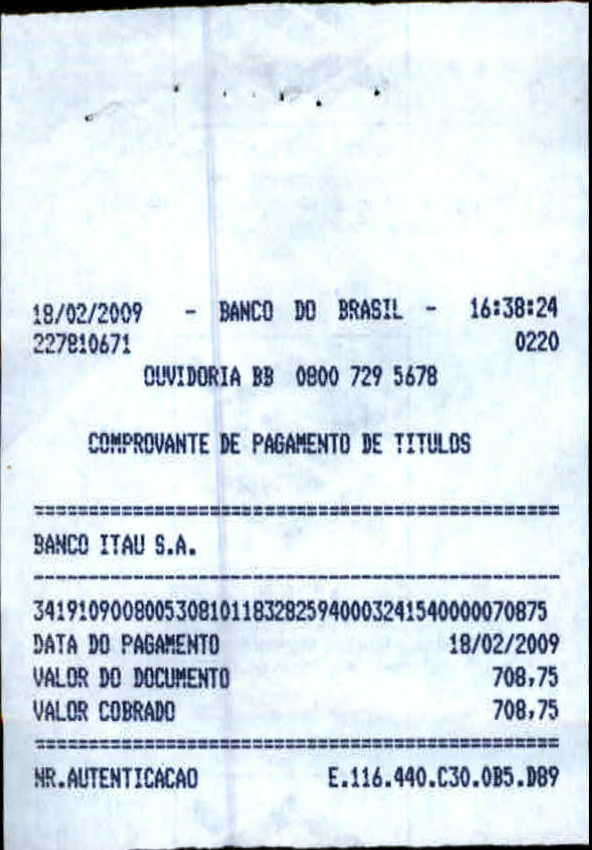 18/02/2009 - BANCO DO BRASIL - 16:38:24
227810671 0220
OUVIDORIA BB 0800 729 5678
COMPROVANTE DE PAGAMENTO DE TITULOS
================================================
BANCO ITAU S.A.
------------------------------------------------
34191090080053081011832825940003241540000070875
DATA DO PAGAMENTO 18/02/2009
VALOR DO DOCUMENTO 708,75
VALOR COBRADO 708,75
================================================
NR.AUTENTICACAO E.116.440.C30.0B5.D89